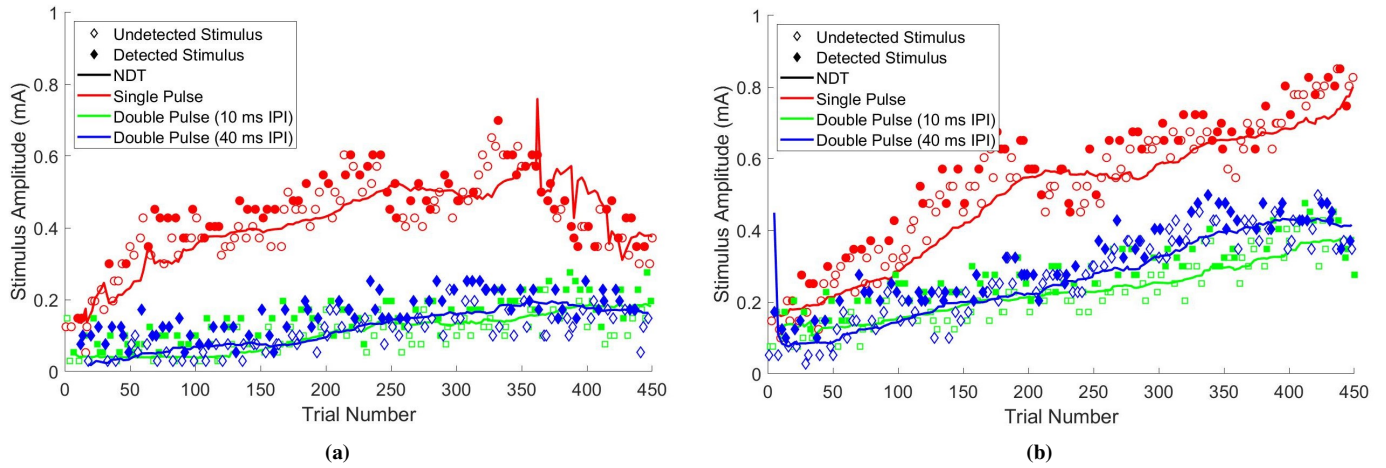 1
0.8
0.6
0.4
0.2
0
Stimulus Amplitude (mA)
Undetected Stimulus
Detected Stimulus
NDT
Single Pulse
Double Pulse (10 ms IPI)
Double Pulse (40 ms IPI)
0 50 100 150 200 250 300 350 400 450
Trial Number
(a)
1
0.8
0.6
0.4
0.2
0
Stimulus Amplitude (mA)
Undetected Stimulus
Detected Stimulus
NDT
Single Pulse
Double Pulse (10 ms IPI)
Double Pulse (40 ms IPI)
0 50 100 150 200 250 300 350 400 450
Trial Number
(b)